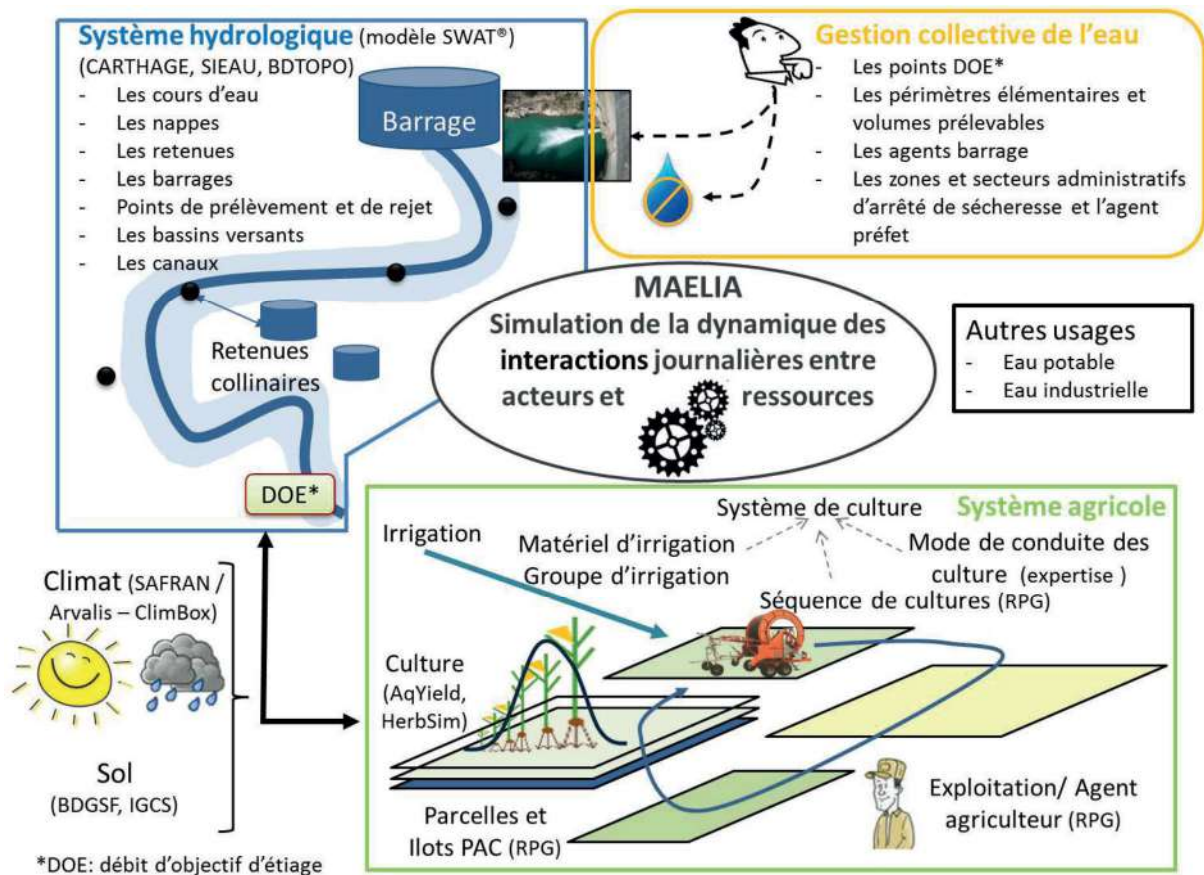 Système hydrologique (modèle SWAT®)
(CARTHAGE, SIEAU, BDTOPO)
- Les cours d'eau
- Les nappes
- Les retenues
- Les barrages
- Points de prélèvement et de rejet
- Les bassins versants
- Les canaux
Barrage
Retenues
collinaires
DOE*
Gestion collective de l'eau
- Les points DOE*
- Les périmètres élémentaires et
volumes prélevables
- Les agents barrage
- Les zones et secteurs administratifs
d'arrêté de sécheresse et l'agent
préfet
MAELIA
Simulation de la dynamique des
interactions journalières entre
acteurs et ressources
Autres usages
- Eau potable
- Eau industrielle
Climat (SAFRAN /
Arvalis – ClimBox)
Sol
(BDGSF, IGCS)
*DOE: débit d'objectif d'étiage
Système agricole
Système de culture
Irrigation
Matériel d'irrigation
Groupe d'irrigation
Mode de conduite des
culture (expertise )
Séquence de cultures (RPG)
Culture
(AqYield,
HerbSim)
Parcelles et
Ilots PAC (RPG)
Exploitation/ Agent
agriculteur (RPG)